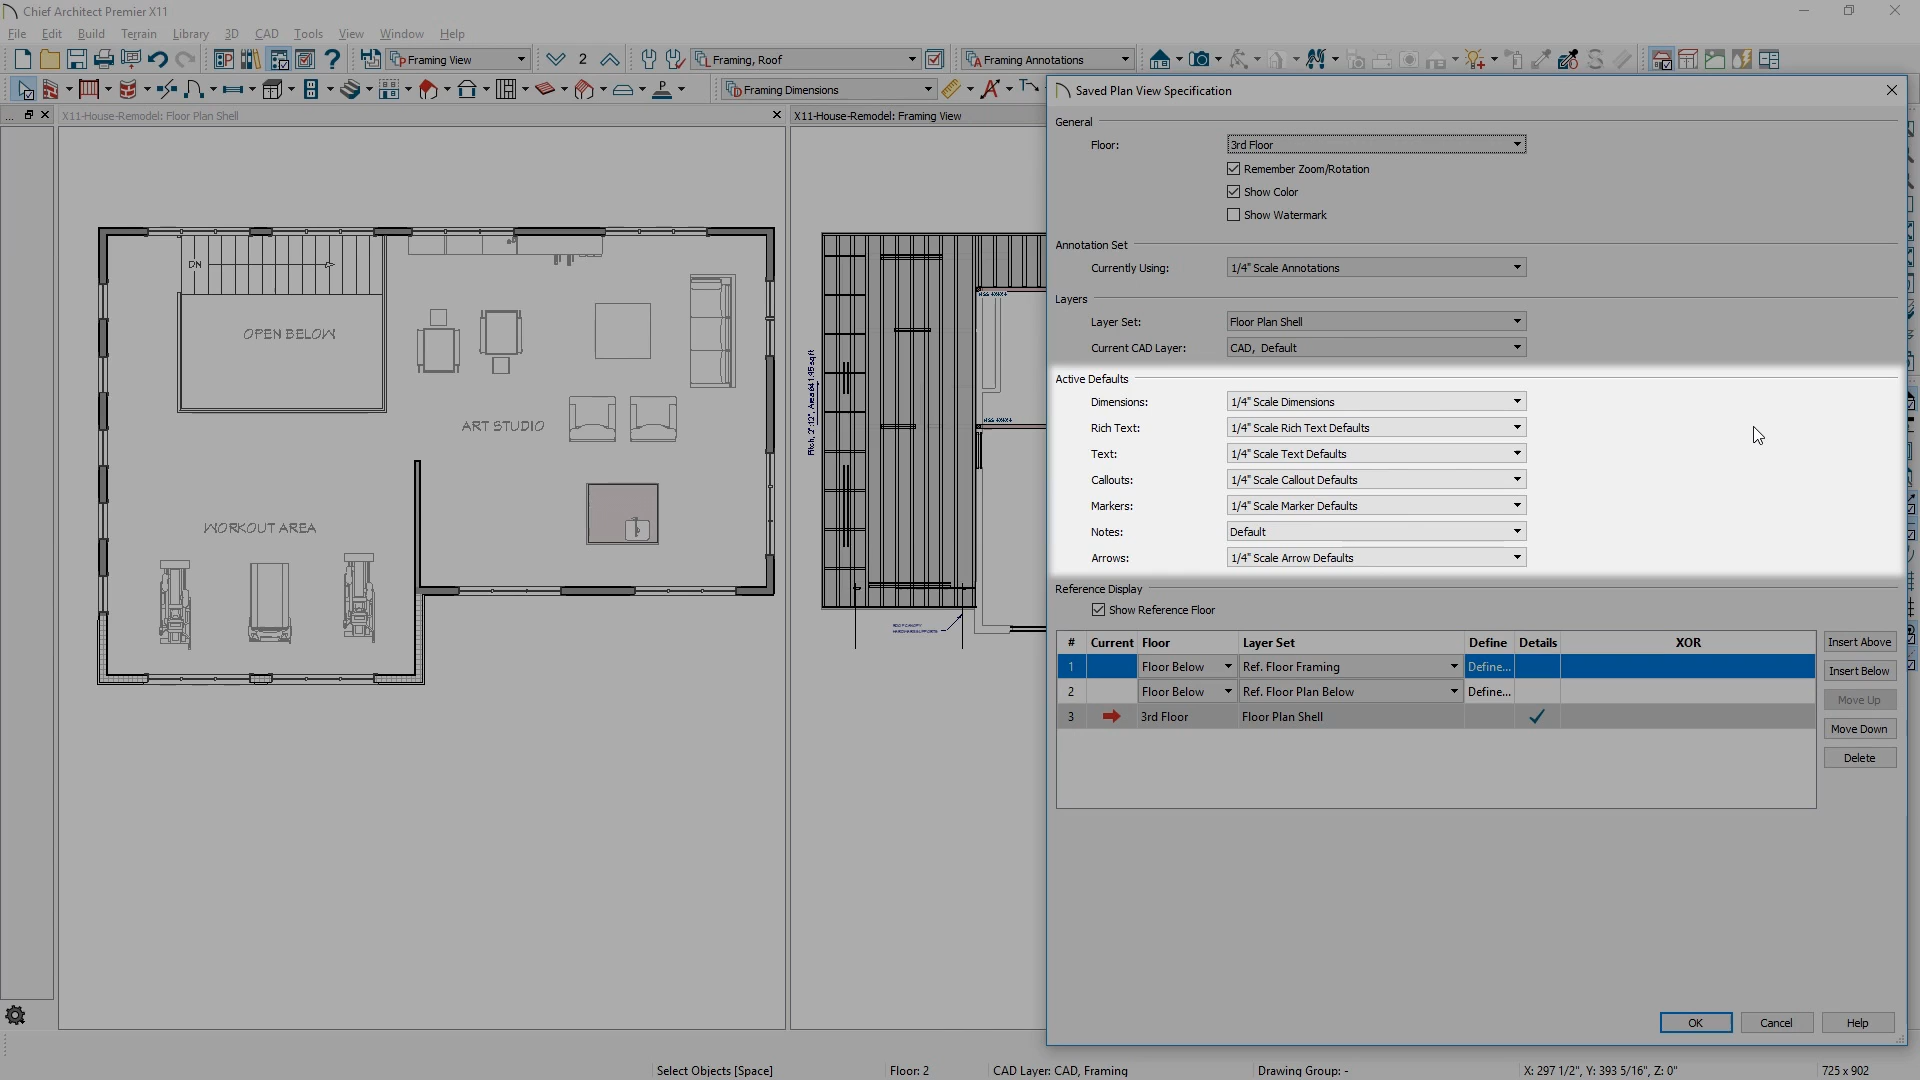 Chief Architect Premier X11
File Edit Build Terrain Library 3D CAD Tools View Window Help
Framing View
2
Framing, Roof
Framing Annotations
Framing Dimensions
...
X11-House-Remodel: Floor Plan Shell
X11-House-Remodel: Framing View
DN
OPEN BELOW
ART STUDIO
WORKOUT AREA
Saved Plan View Specification
General
Floor: 3rd Floor
Remember Zoom/Rotation
Show Color
Show Watermark
Annotation Set
Currently Using: 1/4" Scale Annotations
Layers
Layer Set: Floor Plan Shell
Current CAD Layer: CAD, Default
Active Defaults
Dimensions: 1/4" Scale Dimensions
Rich Text: 1/4" Scale Rich Text Defaults
Text: 1/4" Scale Text Defaults
Callouts: 1/4" Scale Callout Defaults
Markers: 1/4" Scale Marker Defaults
Notes: Default
Arrows: 1/4" Scale Arrow Defaults
Reference Display
Show Reference Floor
# Current Floor Layer Set Define Details XOR
1 Floor Below Ref. Floor Framing Define...
2 Floor Below Ref. Floor Plan Below Define...
3 3rd Floor Floor Plan Shell
Insert Above
Insert Below
Move Up
Move Down
Delete
OK Cancel Help
Select Objects [Space] Floor: 2 CAD Layer: CAD, Framing Drawing Group: - X: 297 1/2", Y: 393 5/16", Z: 0" 725 x 902